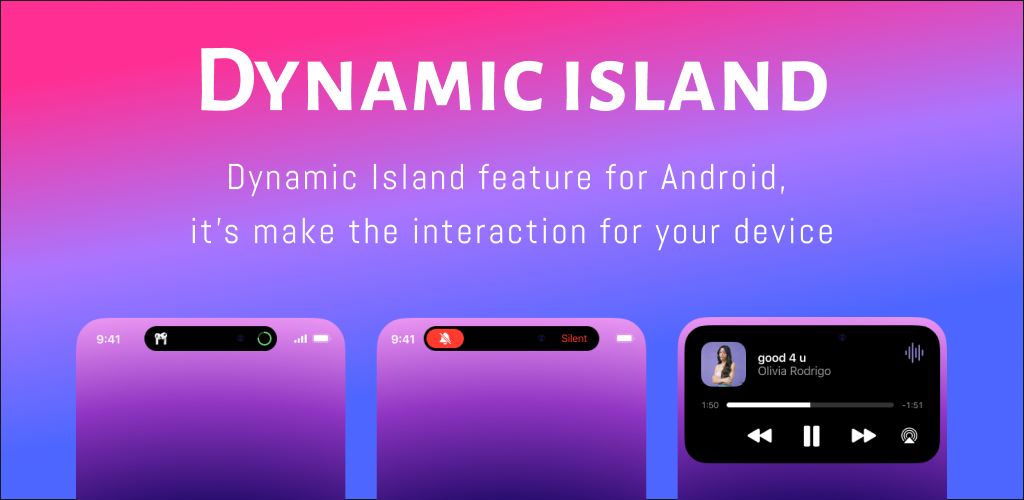 Dynamic island
Dynamic Island feature for Android,
it's make the interaction for your device
9:41
9:41 Silent
good 4 u
Olivia Rodrigo
1:50 -1:51